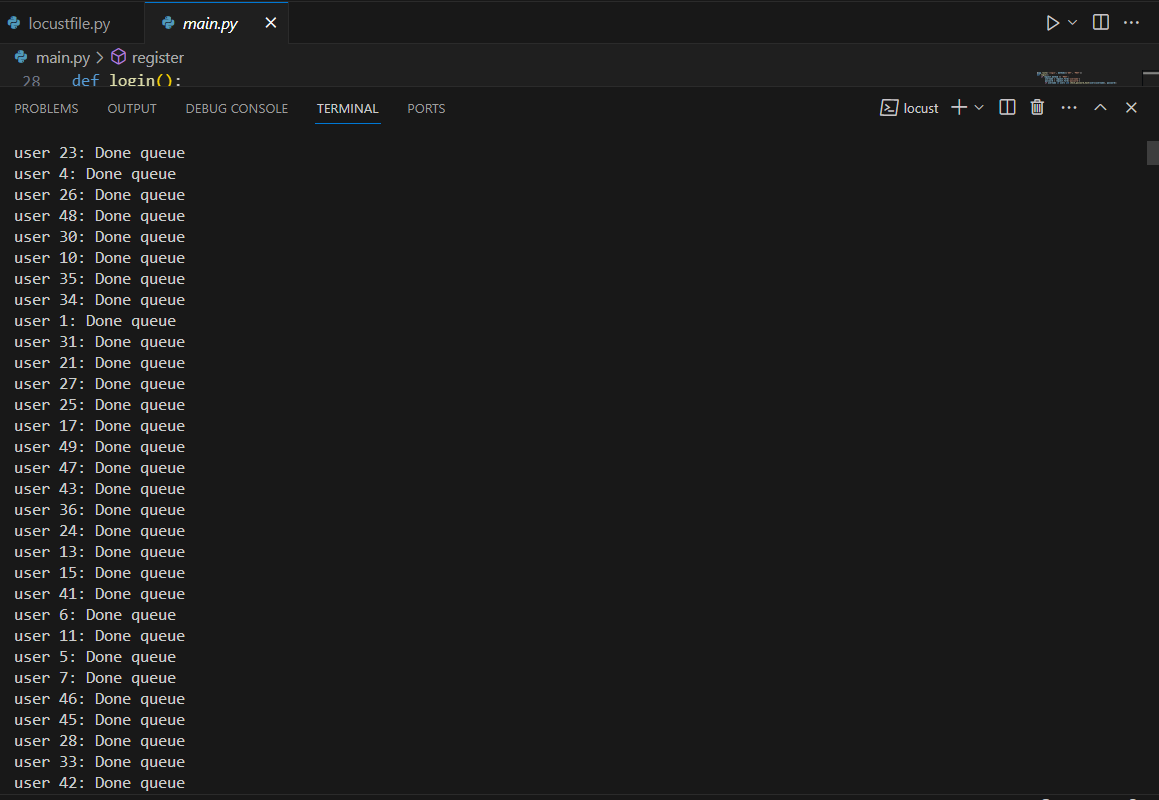 locustfile.py main.py
main.py > register
28 def login():
PROBLEMS OUTPUT DEBUG CONSOLE TERMINAL PORTS locust
user 23: Done queue
user 4: Done queue
user 26: Done queue
user 48: Done queue
user 30: Done queue
user 10: Done queue
user 35: Done queue
user 34: Done queue
user 1: Done queue
user 31: Done queue
user 21: Done queue
user 27: Done queue
user 25: Done queue
user 17: Done queue
user 49: Done queue
user 47: Done queue
user 43: Done queue
user 36: Done queue
user 24: Done queue
user 13: Done queue
user 15: Done queue
user 41: Done queue
user 6: Done queue
user 11: Done queue
user 5: Done queue
user 7: Done queue
user 46: Done queue
user 45: Done queue
user 28: Done queue
user 33: Done queue
user 42: Done queue